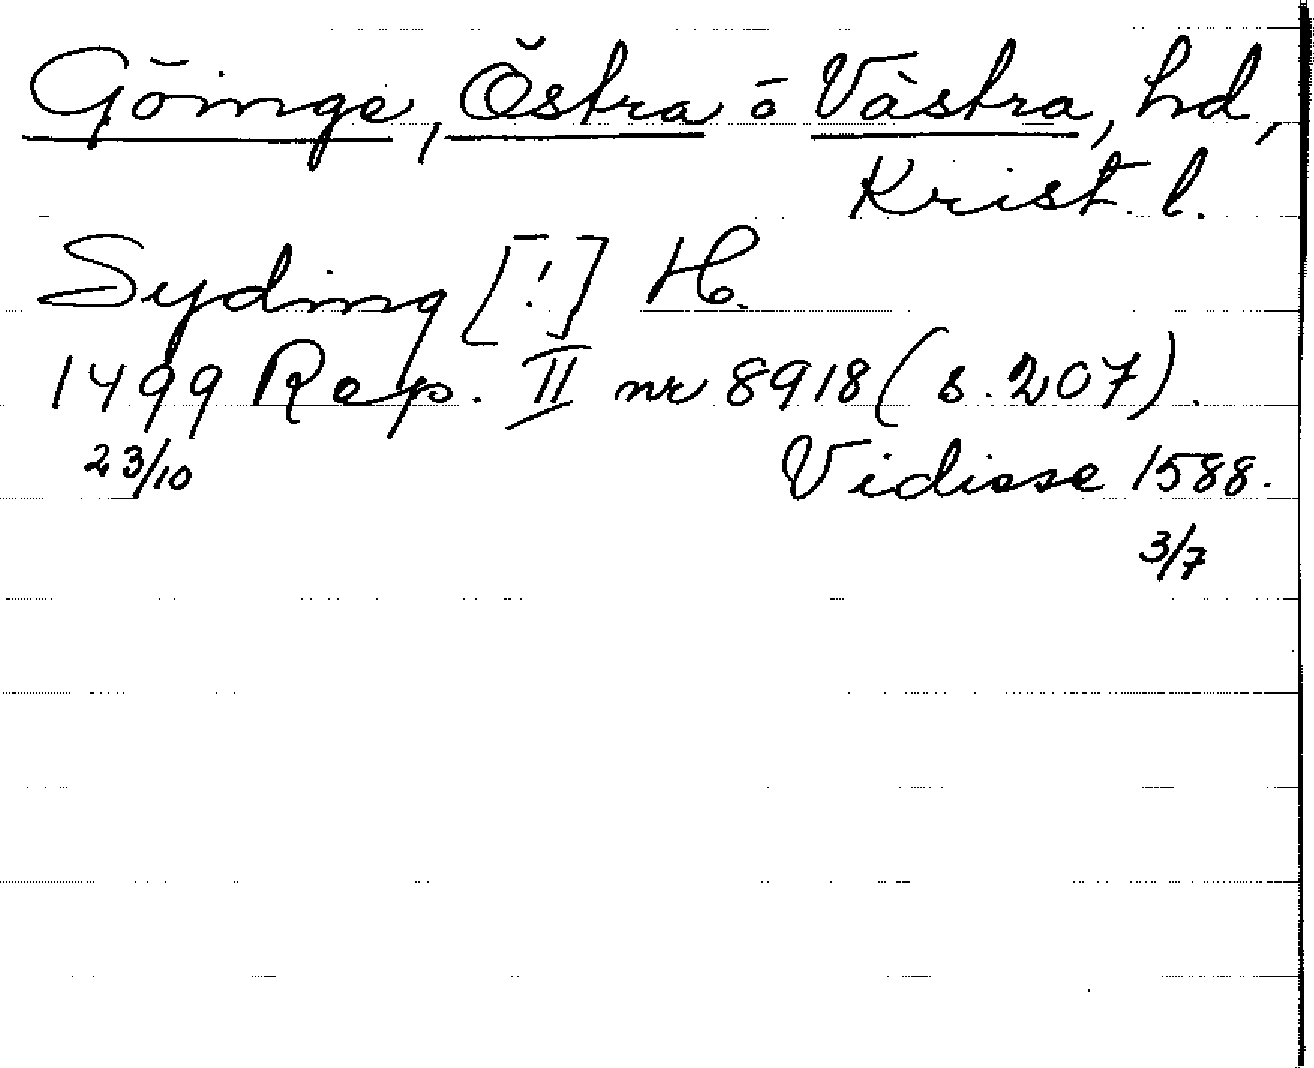 Göinge, Östra o Västra, hd,
Krist. l.
Syding [!] H.
1499 Rep. II nr 8918 (s. 207).
23/10 Vidisse 1588.
3/7